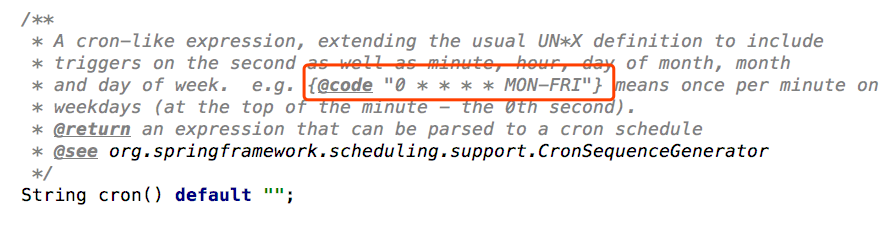 /**
* A cron-like expression, extending the usual UN*X definition to include
* triggers on the second as well as minute, hour, day of month, month
* and day of week.  e.g. {@code "0 * * * * MON-FRI"} means once per minute on
* weekdays (at the top of the minute - the 0th second).
* @return an expression that can be parsed to a cron schedule
* @see org.springframework.scheduling.support.CronSequenceGenerator
*/
String cron() default "";